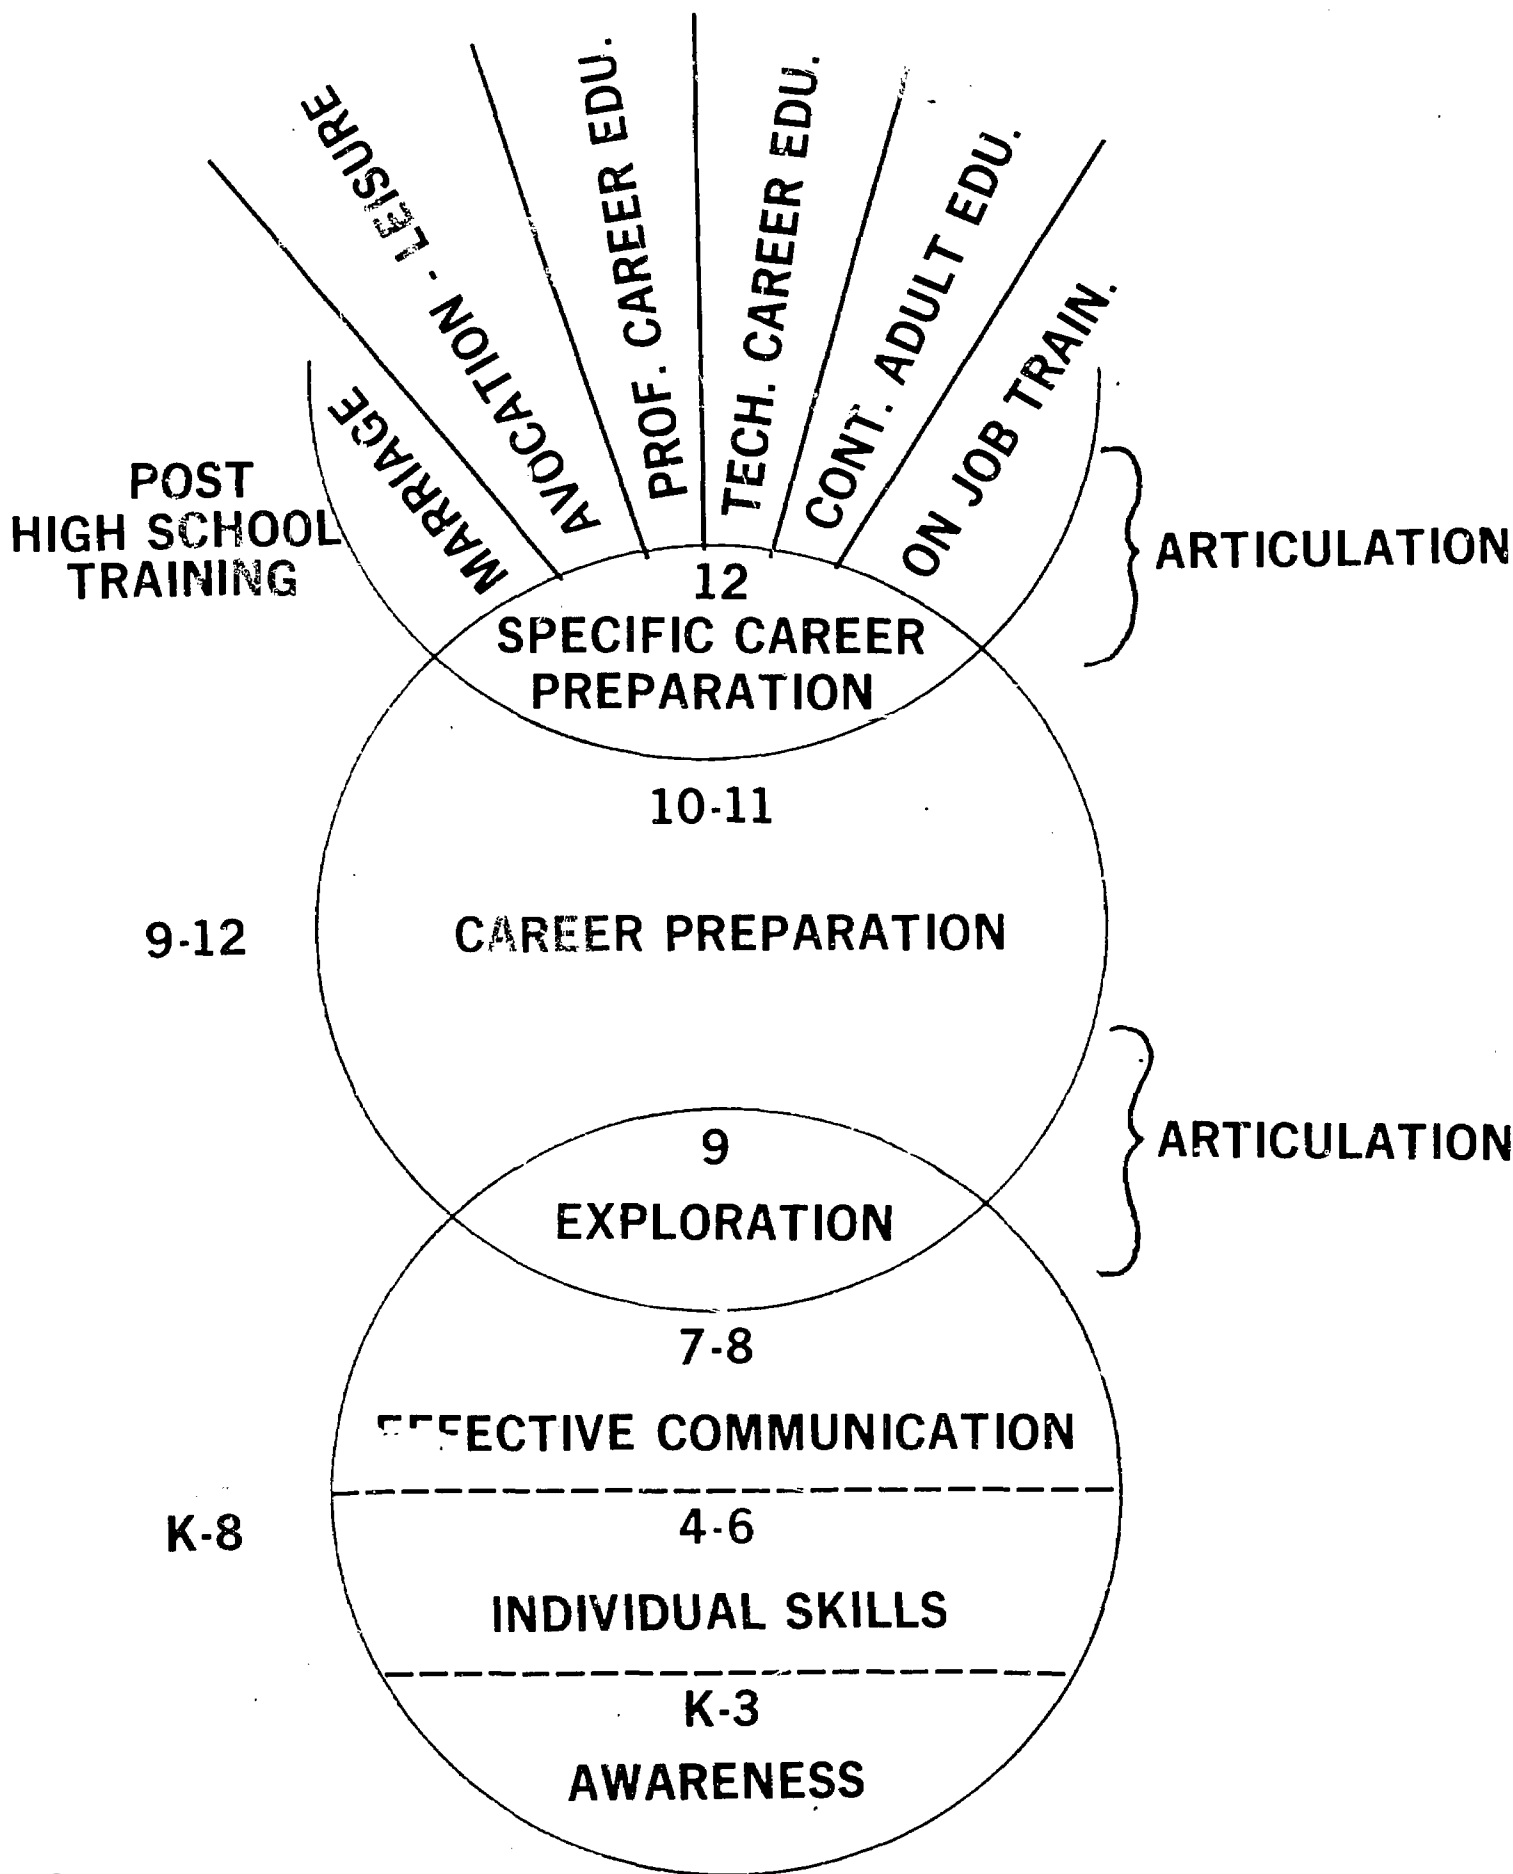 MARRIAGE
AVOCATION - LEISURE
PROF. CAREER EDU.
TECH. CAREER EDU.
CONT. ADULT EDU.
ON JOB TRAIN.
POST
HIGH SCHOOL
TRAINING
ARTICULATION
12
SPECIFIC CAREER
PREPARATION
10-11
9-12
CAREER PREPARATION
9
EXPLORATION
ARTICULATION
7-8
EFFECTIVE COMMUNICATION
K-8
4-6
INDIVIDUAL SKILLS
K-3
AWARENESS